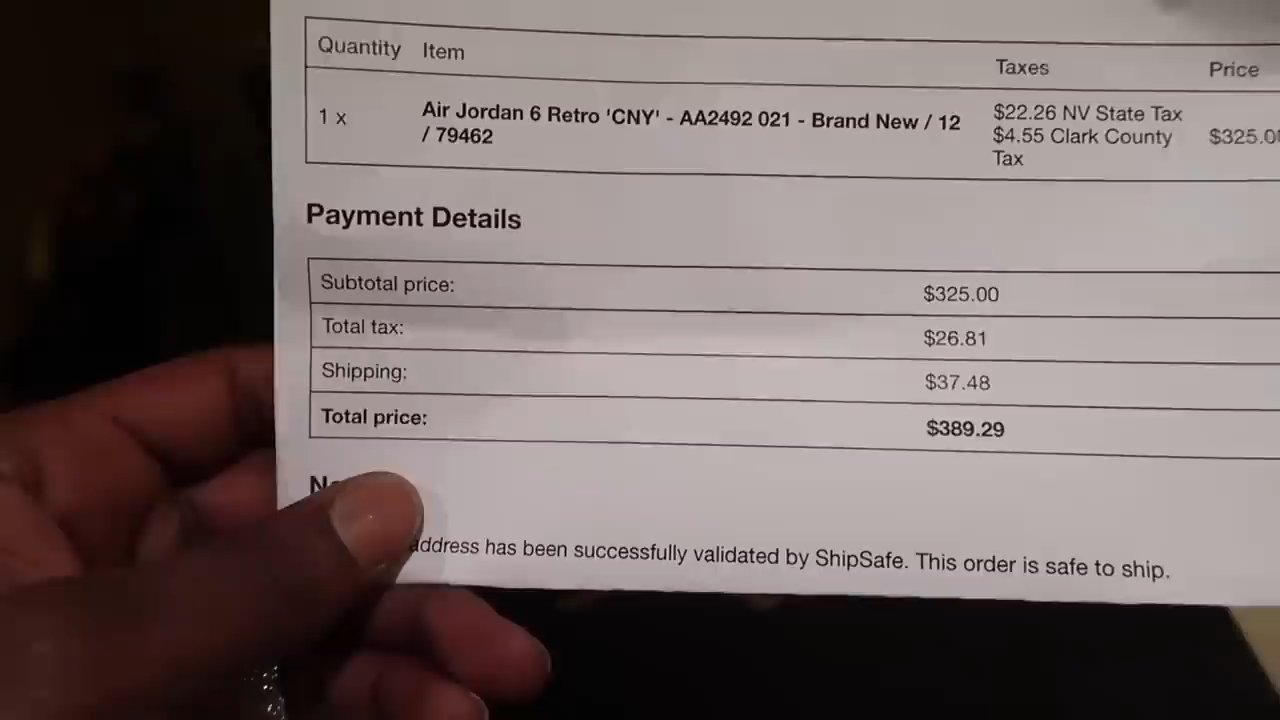 Quantity Item Taxes Price
1 x Air Jordan 6 Retro 'CNY' - AA2492 021 - Brand New / 12 $22.26 NV State Tax
/ 79462 $4.55 Clark County $325.0
Tax
Payment Details
Subtotal price: $325.00
Total tax: $26.81
Shipping: $37.48
Total price: $389.29
address has been successfully validated by ShipSafe. This order is safe to ship.